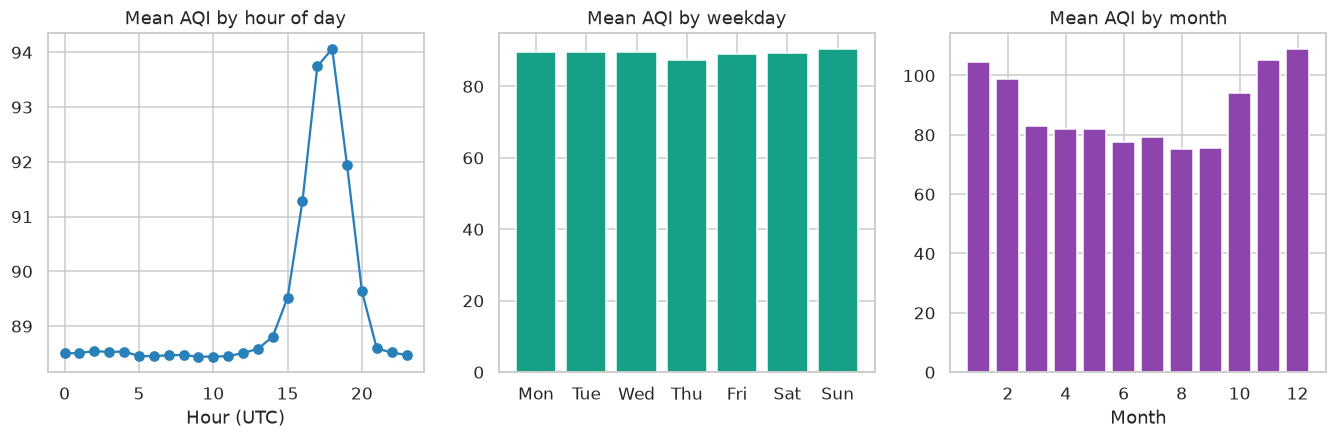 Mean AQI by hour of day
94
93
92
91
90
89
0 5 10 15 20
Hour (UTC)
Mean AQI by weekday
80
60
40
20
0
Mon Tue Wed Thu Fri Sat Sun
Mean AQI by month
100
80
60
40
20
0
2 4 6 8 10 12
Month